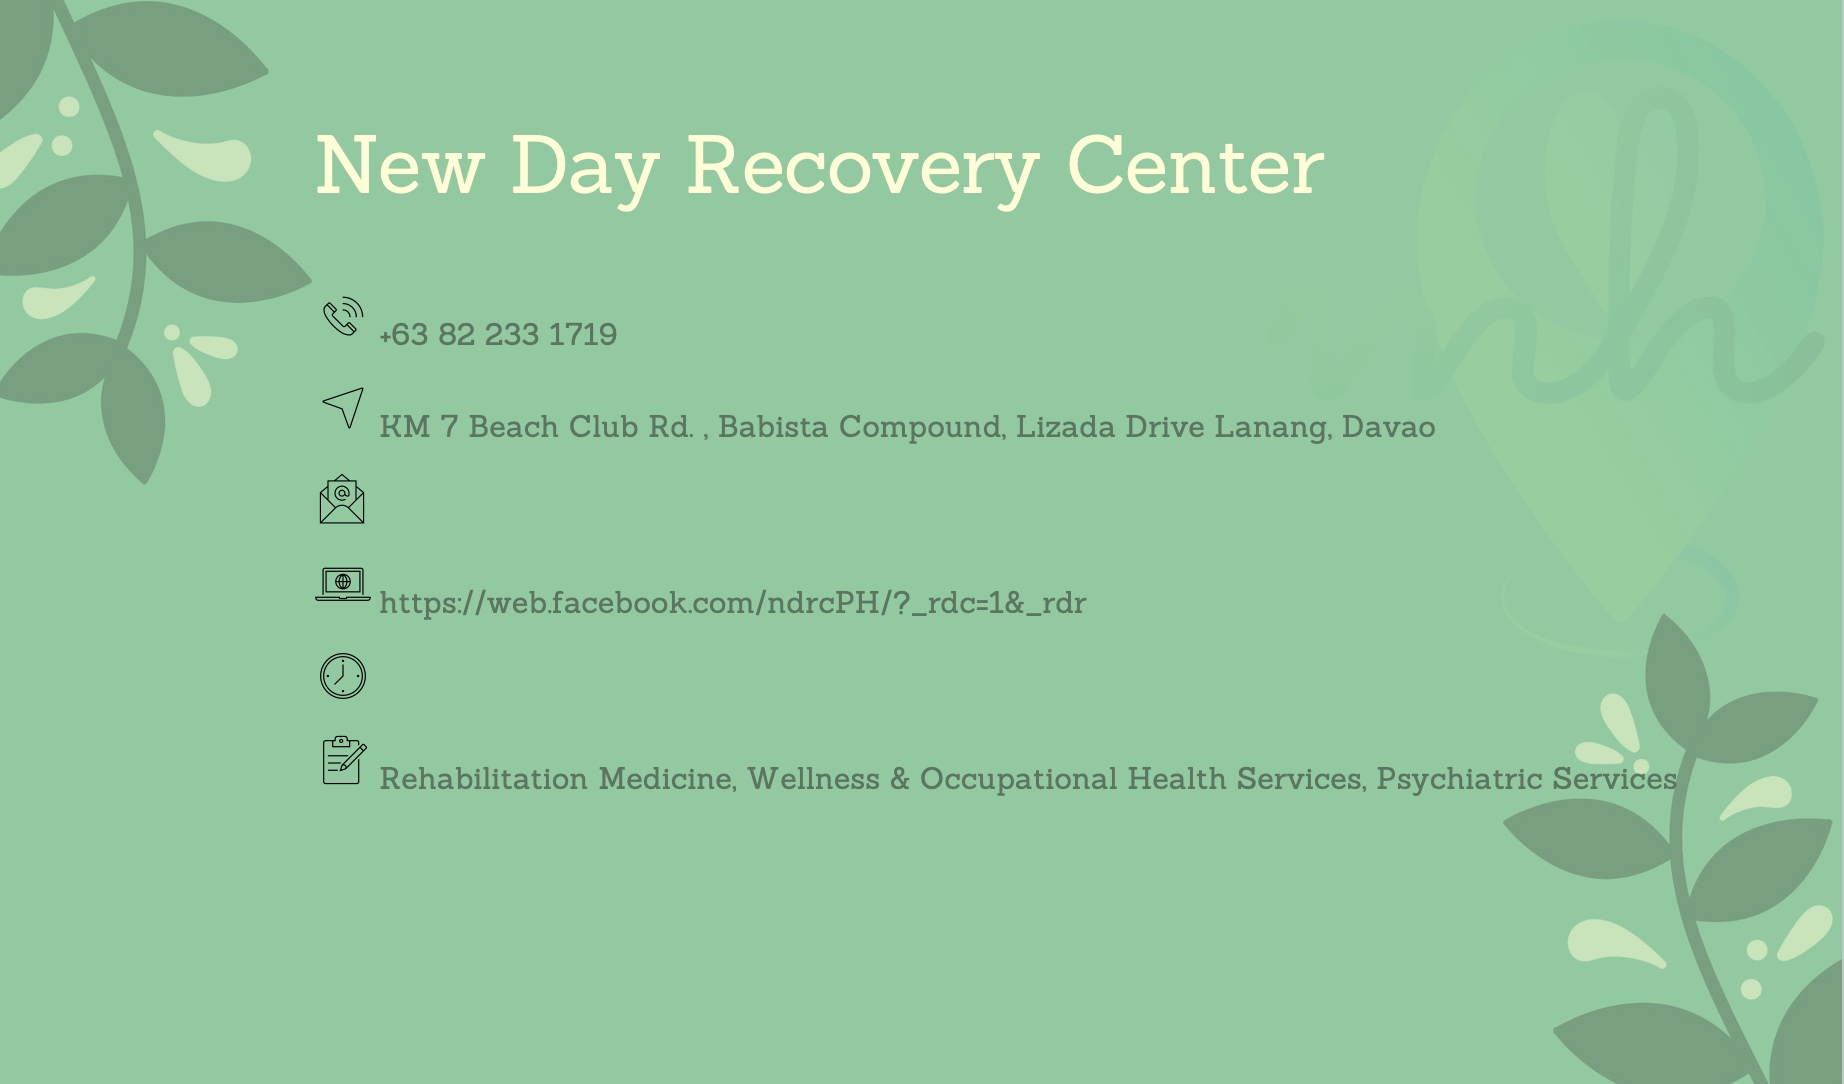 New Day Recovery Center
+63 82 233 1719
KM 7 Beach Club Rd. , Babista Compound, Lizada Drive Lanang, Davao
@
https://web.facebook.com/ndrcPH/?_rdc=1&_rdr
Rehabilitation Medicine, Wellness & Occupational Health Services, Psychiatric Services